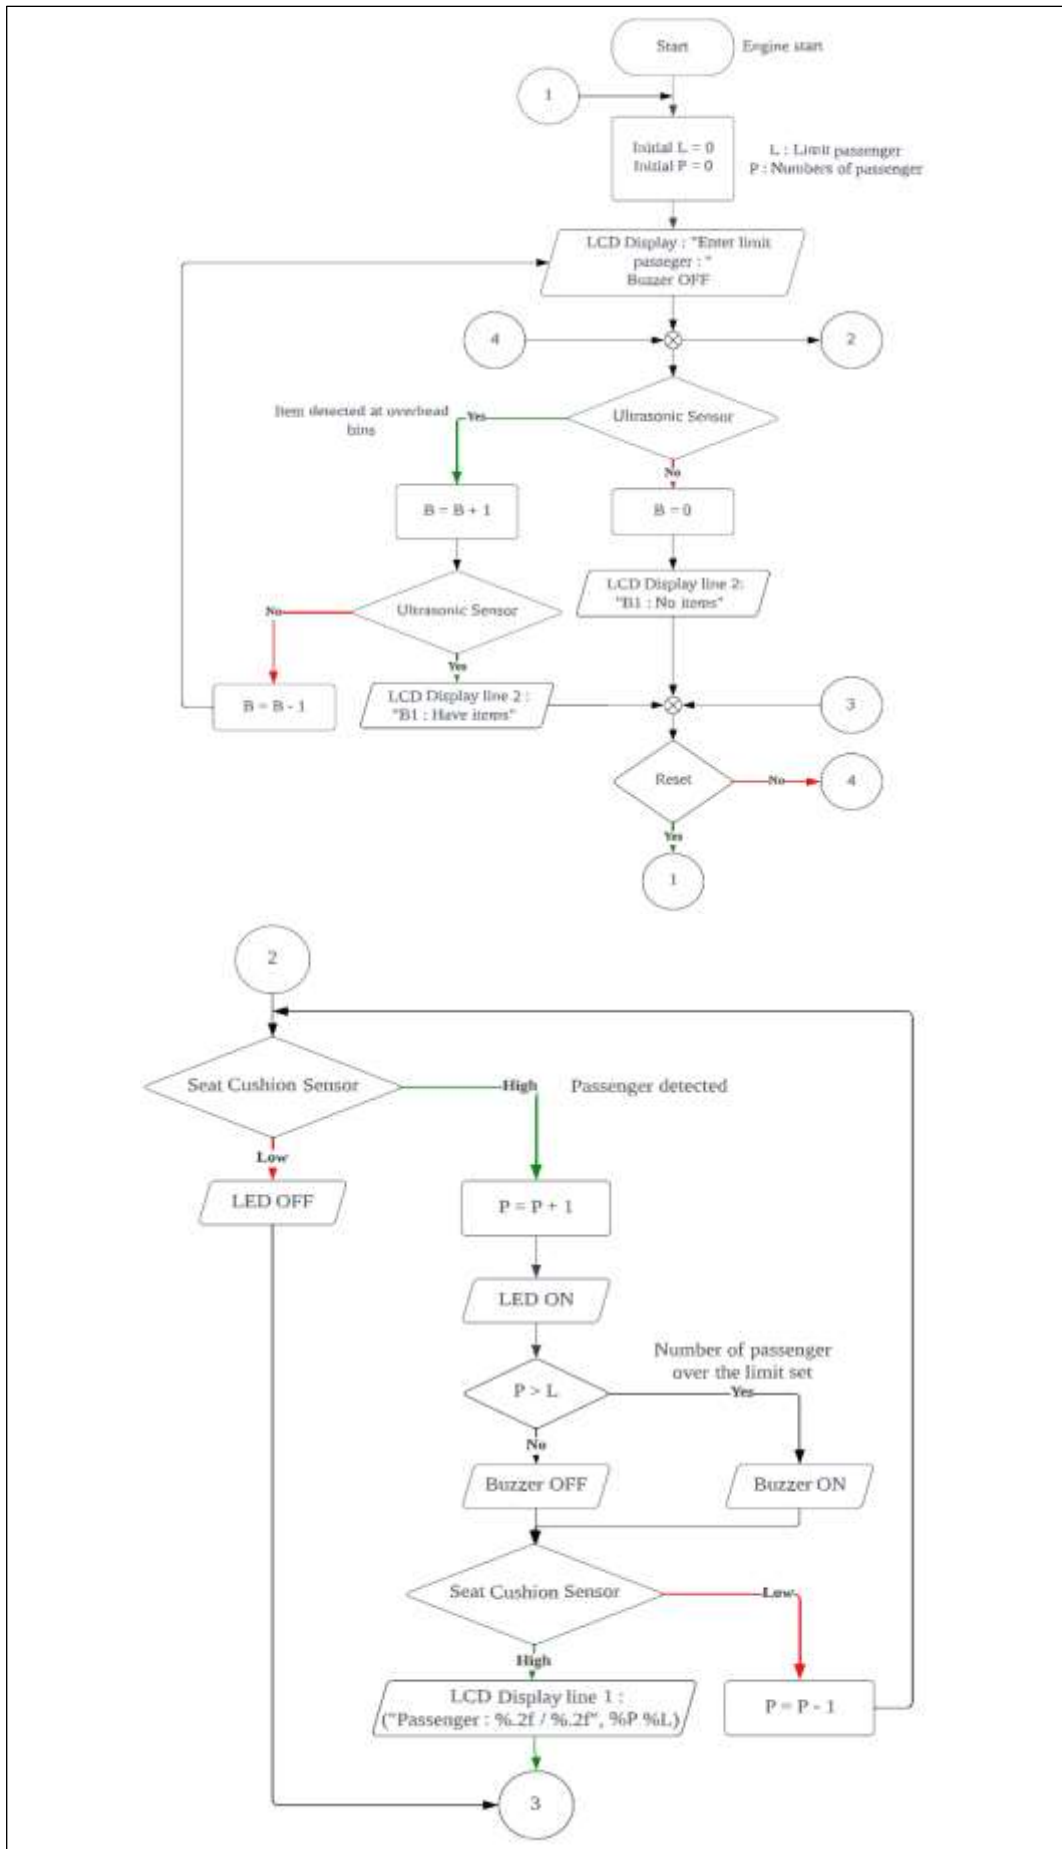 Start
Engine start
1
Initial L = 0
Initial P = 0
L : Limit passenger
P : Numbers of passenger
LCD Display : "Enter limit
passeger : "
Buzzer OFF
4
2
Ultrasonic Sensor
Item detected at overhead
bins
Yes
No
B = B + 1
B = 0
LCD Display line 2:
"B1 : No items"
Ultrasonic Sensor
No
Yes
B = B - 1
LCD Display line 2 :
"B1 : Have items"
3
Reset
No
4
Yes
1
2
Seat Cushion Sensor
High
Passenger detected
Low
LED OFF
P = P + 1
LED ON
Number of passenger
over the limit set
P > L
Yes
No
Buzzer OFF
Buzzer ON
Seat Cushion Sensor
Low
High
LCD Display line 1 :
("Passenger : %.2f / %.2f", %P %L)
P = P - 1
3